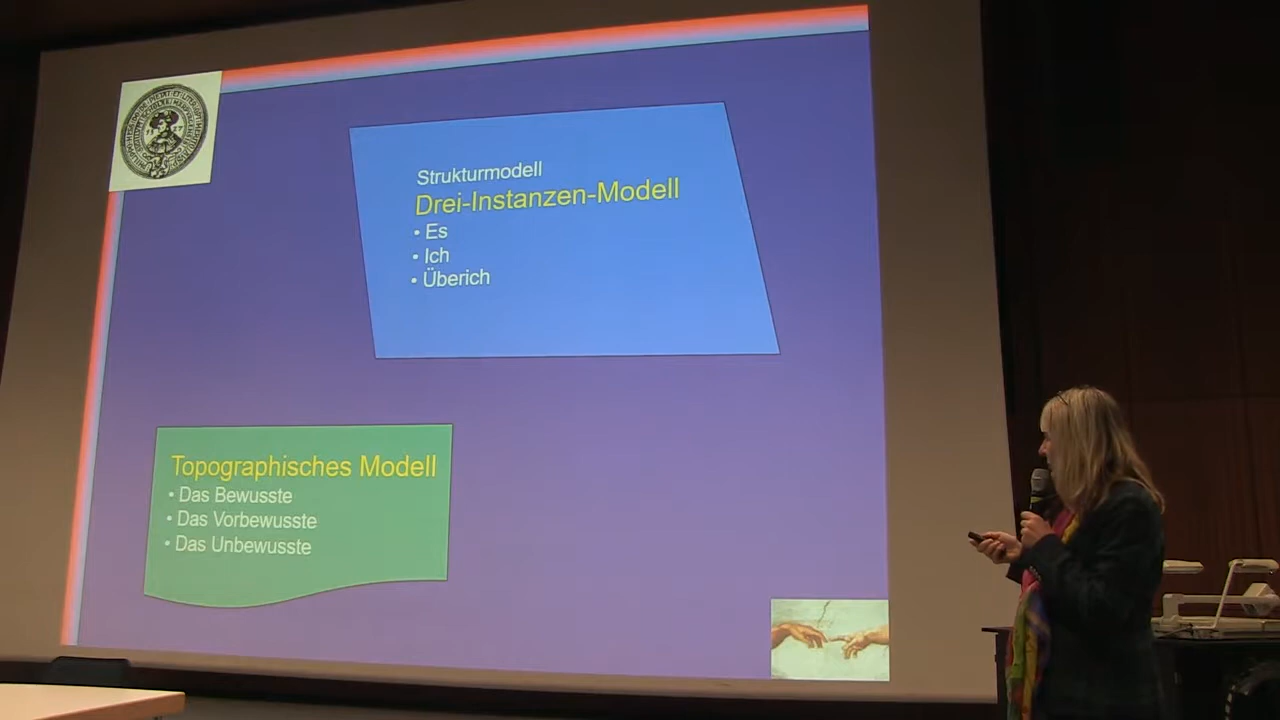 Strukturmodell
Drei-Instanzen-Modell
• Es
• Ich
• Überich
Topographisches Modell
• Das Bewusste
• Das Vorbewusste
• Das Unbewusste